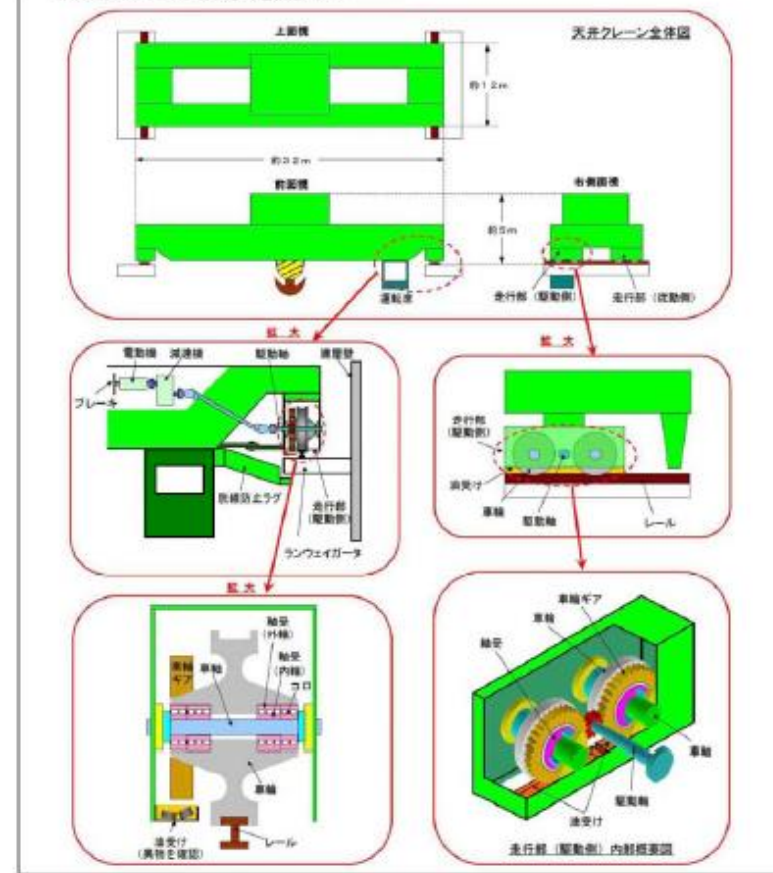 上面視
天井クレーン全体図
約12m
約32m
前面視
右側面視
約5m
運転席
走行部（駆動側）
走行部（従動側）
拡大
拡大
電動機
減速機
駆動軸
建屋壁
ブレーキ
脱線防止ラグ
走行部
（駆動側）
ランウェイガータ
走行部
（駆動側）
油受け
車輪
駆動軸
レール
拡大
軸受
（外輪）
軸受
（内輪）
コロ
車輪
ギア
車軸
車輪
油受け
（異物を確認）
レール
車輪ギア
車輪
軸受
車軸
駆動軸
油受け
走行部（駆動側）内部概要図